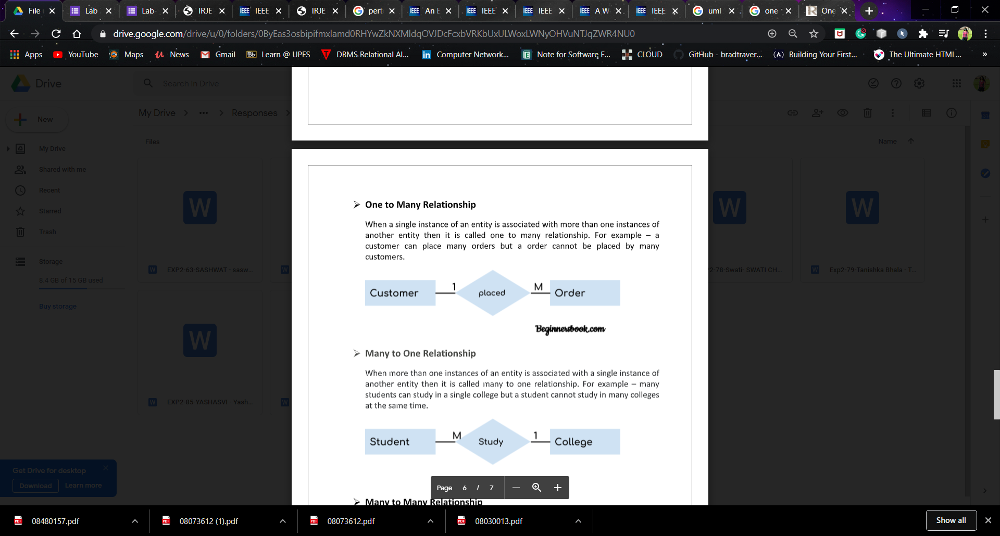 File
Lab
Lab-
IRJE
IEEE
IRJE
pert
An E
IEEE
IEEE
A W
IEEE
uml
one
One
drive.google.com/drive/u/0/folders/0ByEas3osbipifmxlamd0RHYwZkNXMldqOVJDcFcxbVRKbUxULWoxLWNyOHVuNTJqZWR4NU0
Apps
YouTube
Maps
News
Gmail
Learn @ UPES
DBMS Relational Al...
Computer Network...
Note for Software E...
CLOUD
GitHub - bradtraver...
Building Your First...
The Ultimate HTML...
»
Drive
Search in Drive
My Drive
Responses
New
Files
Name
My Drive
Shared with me
Recent
Starred
Trash
Storage
8.4 GB of 15 GB used
Buy storage
W
W
W
W
EXP2-63-SASHWAT - sasw...
2-78-Swati- SWATI CH...
Exp2-79-Tanishka Bhala - T...
EXP2-85-YASHASVI - Yash...
Get Drive for desktop
Download Learn more
One to Many Relationship
When a single instance of an entity is associated with more than one instances of
another entity then it is called one to many relationship. For example – a
customer can place many orders but a order cannot be placed by many
customers.
Customer 1 placed M Order
Beginnersbook.com
Many to One Relationship
When more than one instances of an entity is associated with a single instance of
another entity then it is called many to one relationship. For example – many
students can study in a single college but a student cannot study in many colleges
at the same time.
Student M Study 1 College
Page 6 / 7
Many to Many Relationship
08480157.pdf
08073612 (1).pdf
08073612.pdf
08030013.pdf
Show all